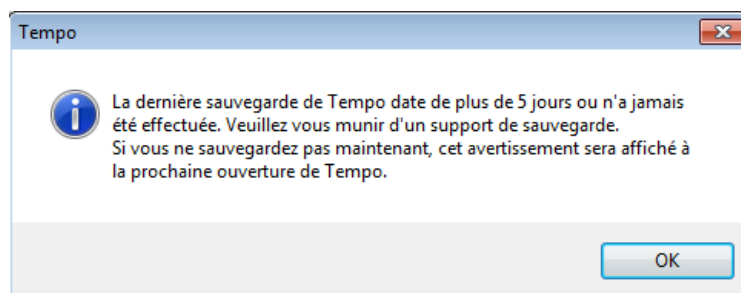 Tempo
La dernière sauvegarde de Tempo date de plus de 5 jours ou n'a jamais
été effectuée. Veuillez vous munir d'un support de sauvegarde.
Si vous ne sauvegardez pas maintenant, cet avertissement sera affiché à
la prochaine ouverture de Tempo.
OK